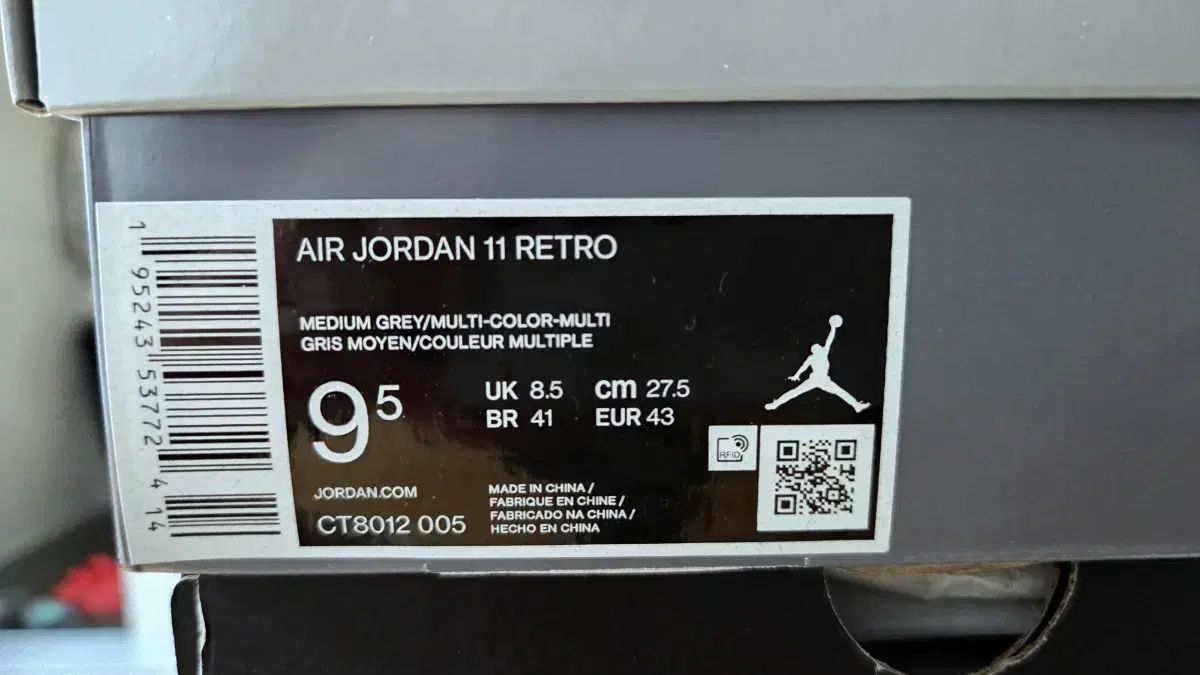 1 95243 53772 4 14
AIR JORDAN 11 RETRO
MEDIUM GREY/MULTI-COLOR-MULTI
GRIS MOYEN/COULEUR MULTIPLE
9⁵
UK 8.5 cm 27.5
BR 41 EUR 43
RFID
JORDAN.COM
CT8012 005
MADE IN CHINA /
FABRIQUE EN CHINE /
FABRICADO NA CHINA /
HECHO EN CHINA